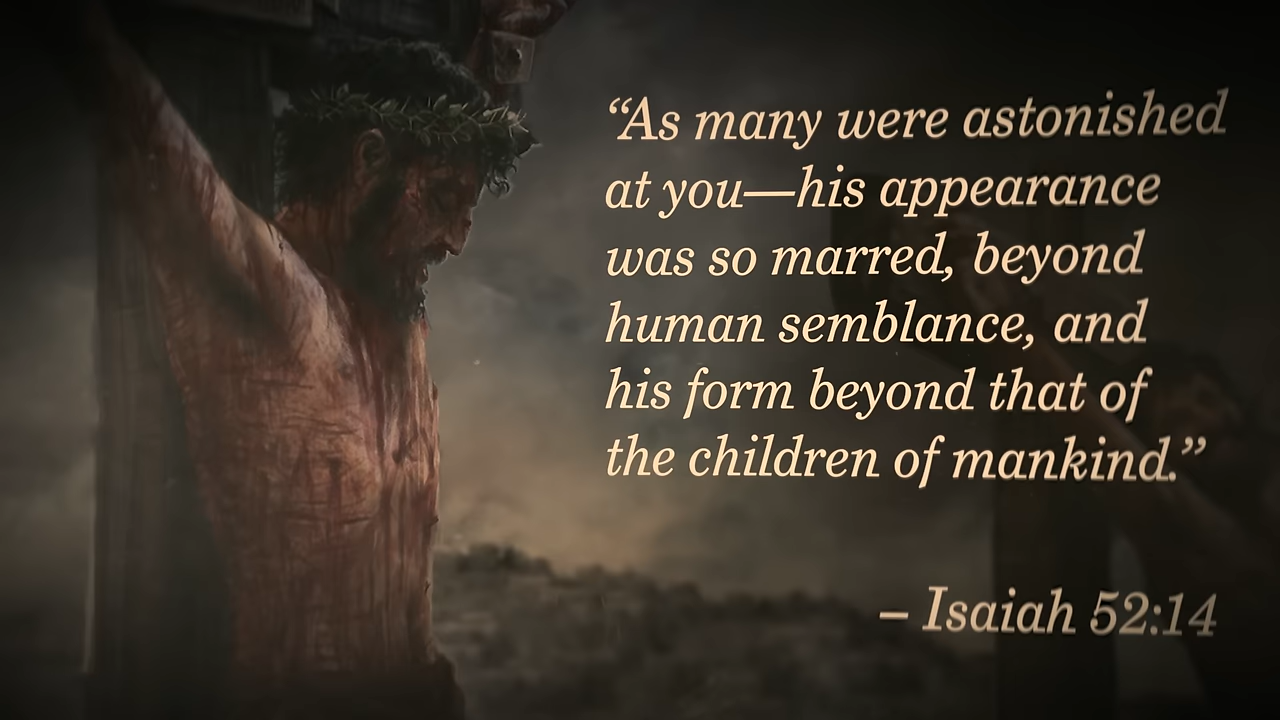 “As many were astonished
at you—his appearance
was so marred, beyond
human semblance, and
his form beyond that of
the children of mankind.”
– Isaiah 52:14